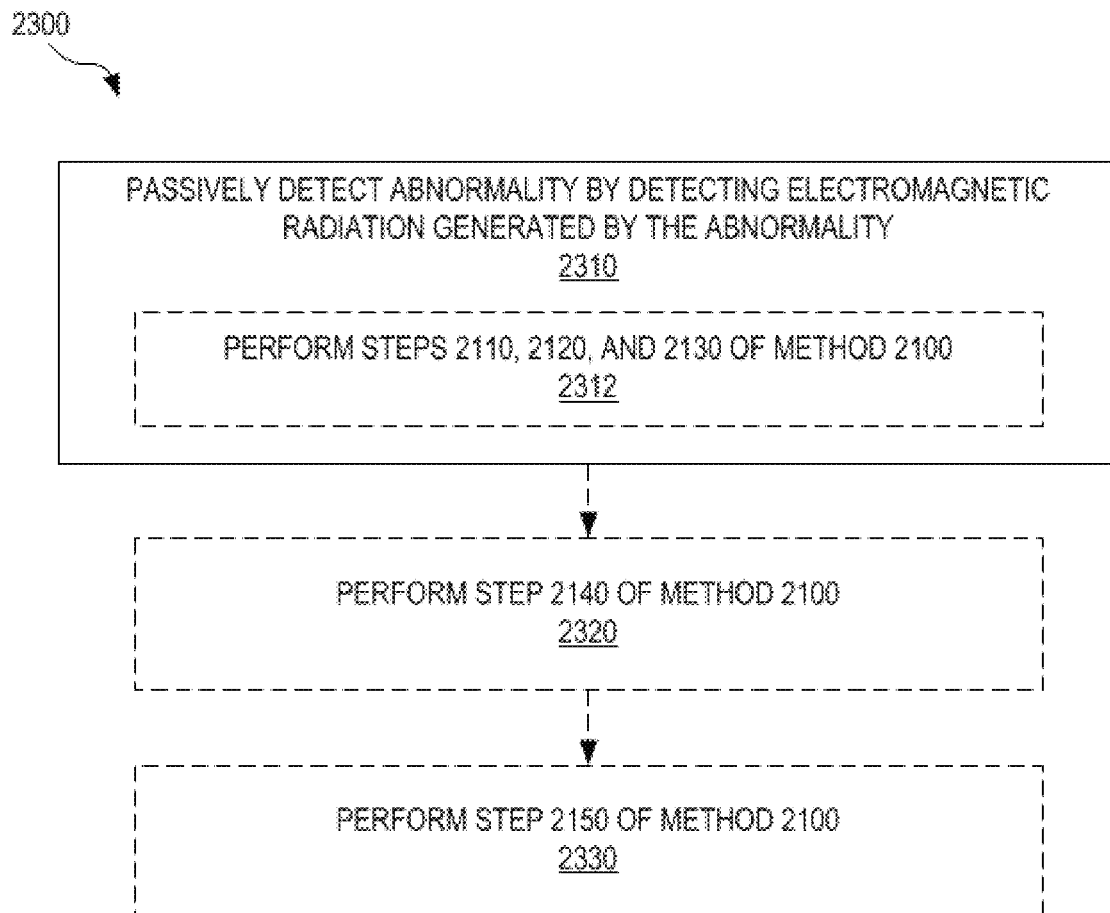 2300
PASSIVELY DETECT ABNORMALITY BY DETECTING ELECTROMAGNETIC
RADIATION GENERATED BY THE ABNORMALITY
2310
PERFORM STEPS 2110, 2120, AND 2130 OF METHOD 2100
2312
PERFORM STEP 2140 OF METHOD 2100
2320
PERFORM STEP 2150 OF METHOD 2100
2330